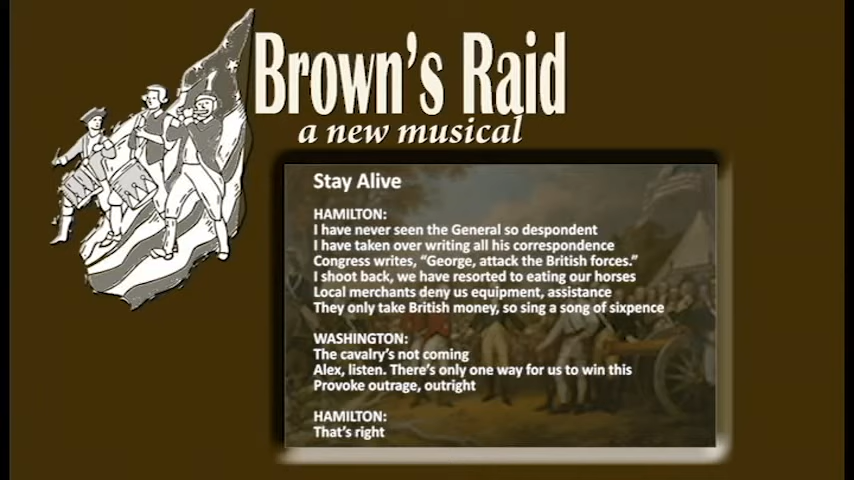 Brown's Raid
a new musical
Stay Alive
HAMILTON:
I have never seen the General so despondent
I have taken over writing all his correspondence
Congress writes, “George, attack the British forces.”
I shoot back, we have resorted to eating our horses
Local merchants deny us equipment, assistance
They only take British money, so sing a song of sixpence
WASHINGTON:
The cavalry’s not coming
Alex, listen. There’s only one way for us to win this
Provoke outrage, outright
HAMILTON:
That’s right